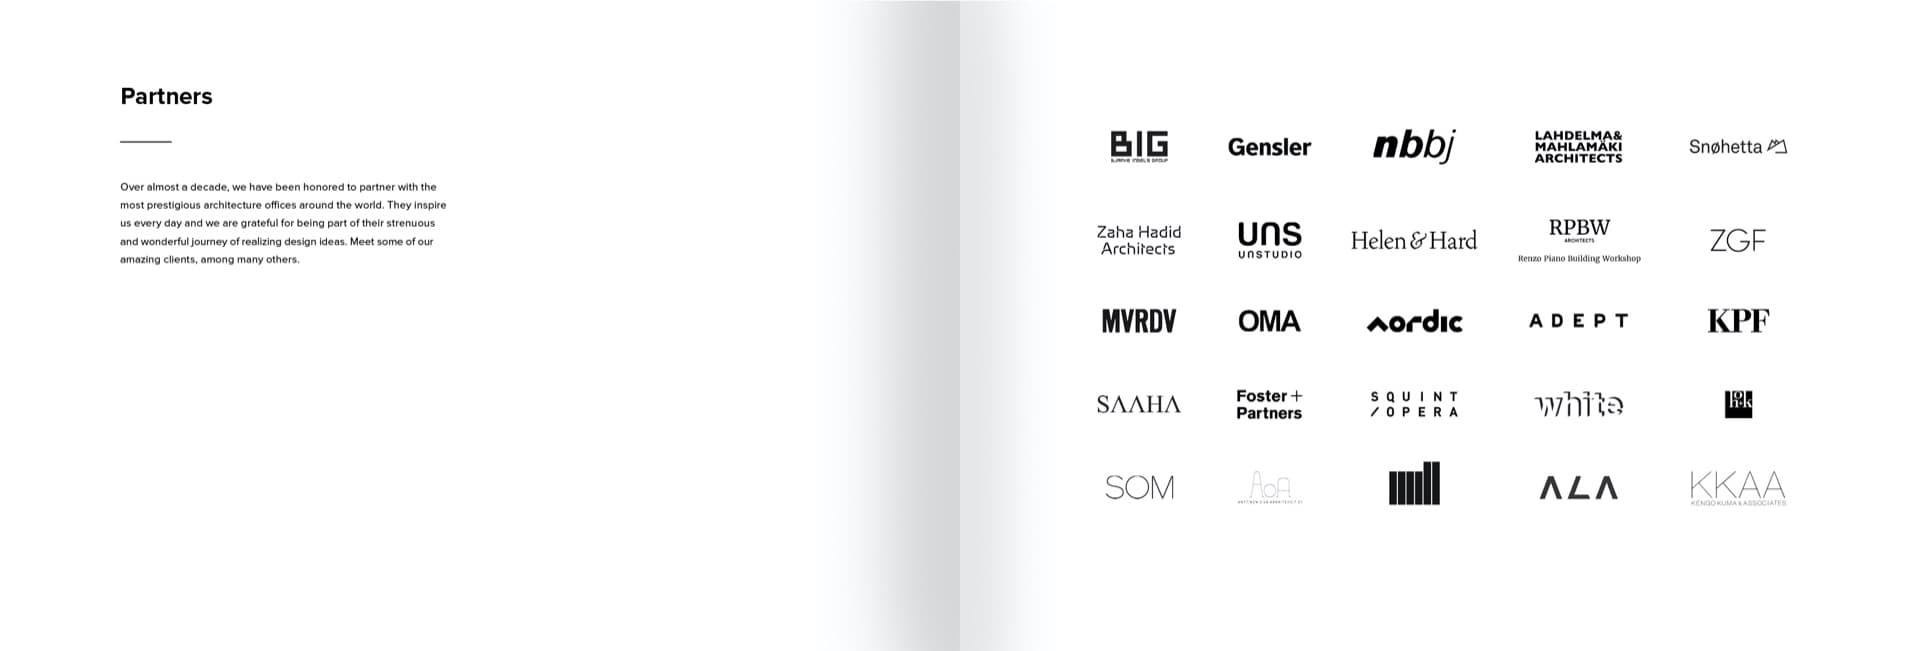 Partners
Over almost a decade, we have been honored to partner with the
most prestigious architecture offices around the world. They inspire
us every day and we are grateful for being part of their strenuous
and wonderful journey of realizing design ideas. Meet some of our
amazing clients, among many others.
BIG
BJARKE INGELS GROUP
Gensler
nbbj
LAHDELMA&
MAHLAMÄKI
ARCHITECTS
Snøhetta
Zaha Hadid
Architects
UNS
UNSTUDIO
Helen & Hard
RPBW
ARCHITECTS
Renzo Piano Building Workshop
ZGF
MVRDV
OMA
nordic
ADEPT
KPF
SAAHA
Foster+
Partners
SQUINT
/OPERA
white
hok
SOM
AOA
ALA
KKAA
KENGO KUMA & ASSOCIATES